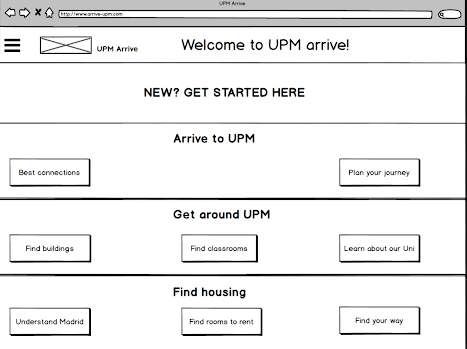 UPM Arrive
http://www.arrive-upm.com
UPM Arrive
Welcome to UPM arrive!
NEW? GET STARTED HERE
Arrive to UPM
Best connections
Plan your journey
Get around UPM
Find buildings
Find classrooms
Learn about our Uni
Find housing
Understand Madrid
Find rooms to rent
Find your way